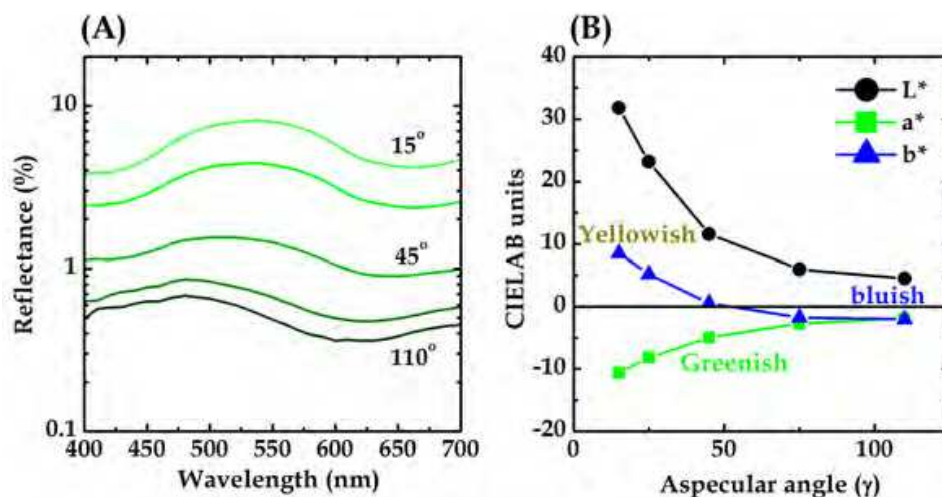 (A)
10
1
0.1
Reflectance (%)
15°
45°
110°
400 450 500 550 600 650 700
Wavelength (nm)
(B)
40
30
20
10
0
-10
-20
CIELAB units
L*
a*
b*
Yellowish
bluish
Greenish
0 50 100
Aspecular angle (γ)